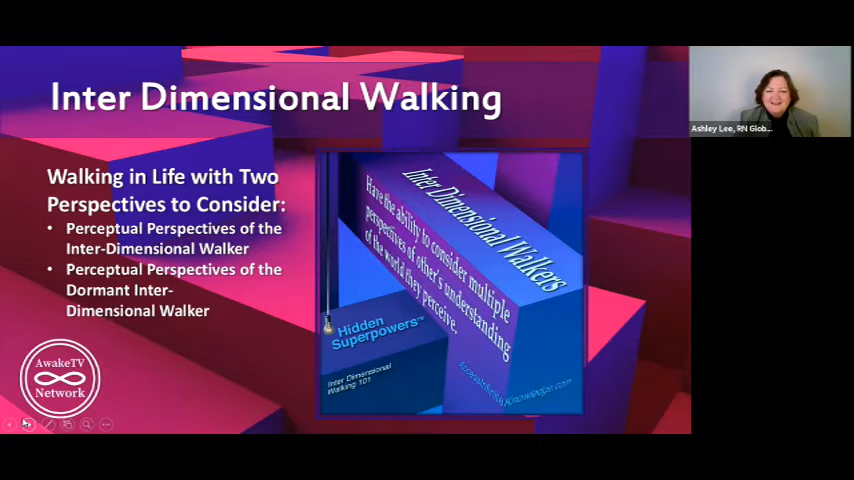 Inter Dimensional Walking
Ashley Lee, RN Glob...
Walking in Life with Two
Perspectives to Consider:
• Perceptual Perspectives of the
Inter-Dimensional Walker
• Perceptual Perspectives of the
Dormant Inter-
Dimensional Walker
Inter Dimensional Walkers
Have the ability to consider multiple
perspectives of other's understanding
of the world they perceive.
Hidden
Superpowers™
Inter Dimensional
Walking 101
AccessInfiniteKnowledge.com
AwakeTV
Network